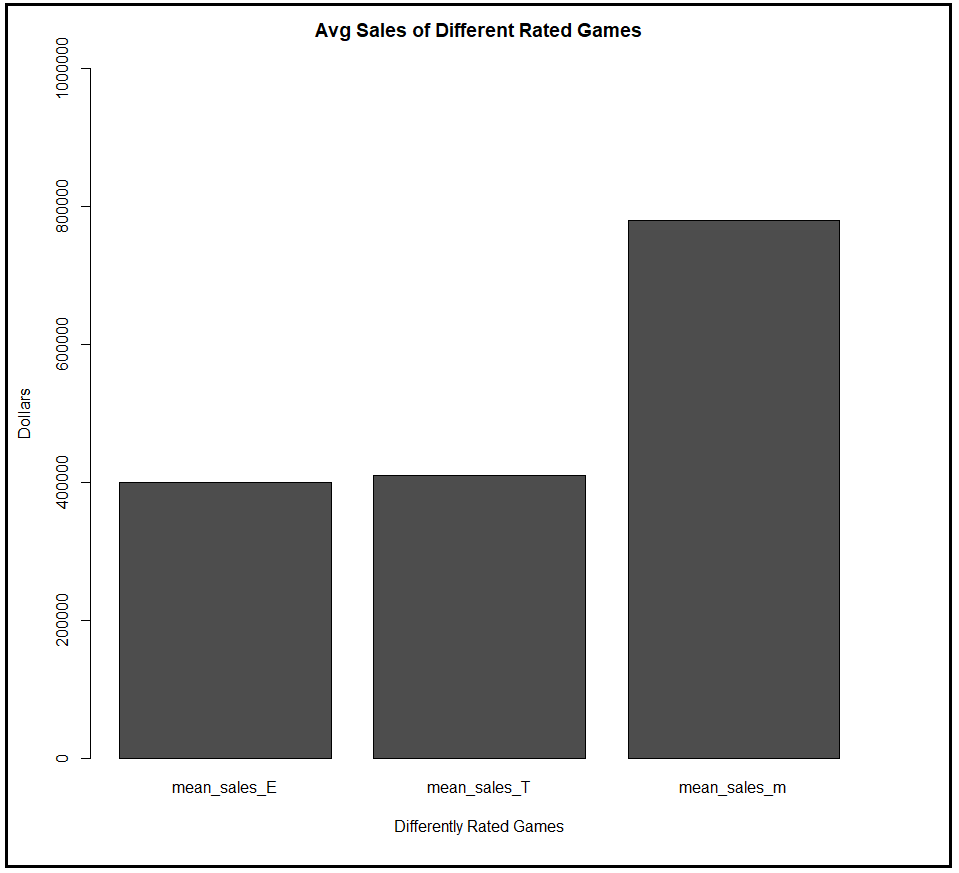 Avg Sales of Different Rated Games
1000000
800000
600000
400000
200000
0
Dollars
mean_sales_E
mean_sales_T
mean_sales_m
Differently Rated Games